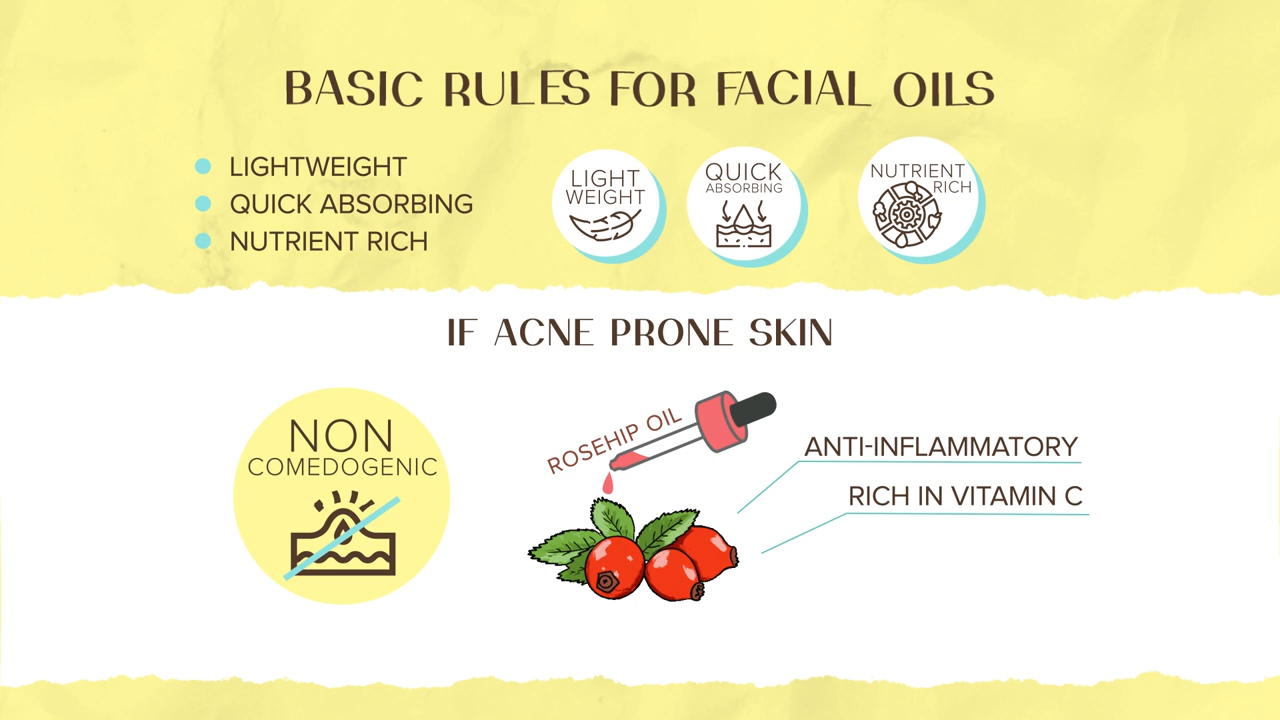 BASIC RULES FOR FACIAL OILS
LIGHTWEIGHT
QUICK ABSORBING
NUTRIENT RICH
LIGHT
WEIGHT
QUICK
ABSORBING
NUTRIENT
RICH
IF ACNE PRONE SKIN
NON
COMEDOGENIC
ROSEHIP OIL
ANTI-INFLAMMATORY
RICH IN VITAMIN C